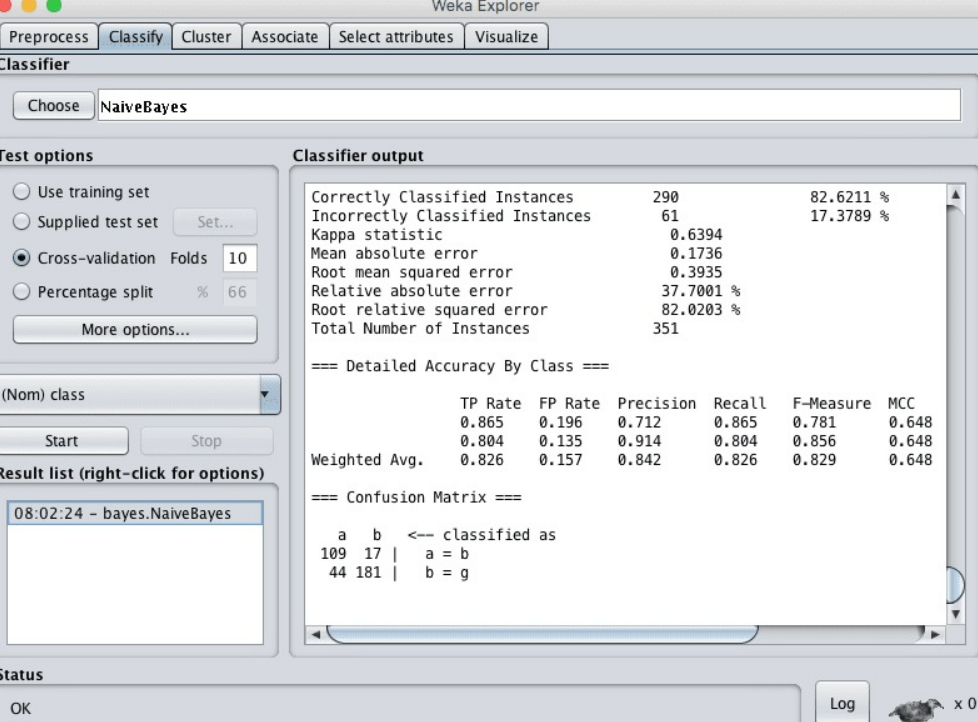 Weka Explorer
Preprocess Classify Cluster Associate Select attributes Visualize
Classifier
Choose NaiveBayes
Test options
Use training set
Supplied test set Set...
Cross-validation Folds 10
Percentage split % 66
More options...
(Nom) class
Start Stop
Result list (right-click for options)
08:02:24 - bayes.NaiveBayes
Classifier output
Correctly Classified Instances 290 82.6211 %
Incorrectly Classified Instances 61 17.3789 %
Kappa statistic 0.6394
Mean absolute error 0.1736
Root mean squared error 0.3935
Relative absolute error 37.7001 %
Root relative squared error 82.0203 %
Total Number of Instances 351
=== Detailed Accuracy By Class ===
TP Rate FP Rate Precision Recall F-Measure MCC
0.865 0.196 0.712 0.865 0.781 0.648
0.804 0.135 0.914 0.804 0.856 0.648
Weighted Avg. 0.826 0.157 0.842 0.826 0.829 0.648
=== Confusion Matrix ===
a b <-- classified as
109 17 | a = b
44 181 | b = g
Status
OK
Log x 0